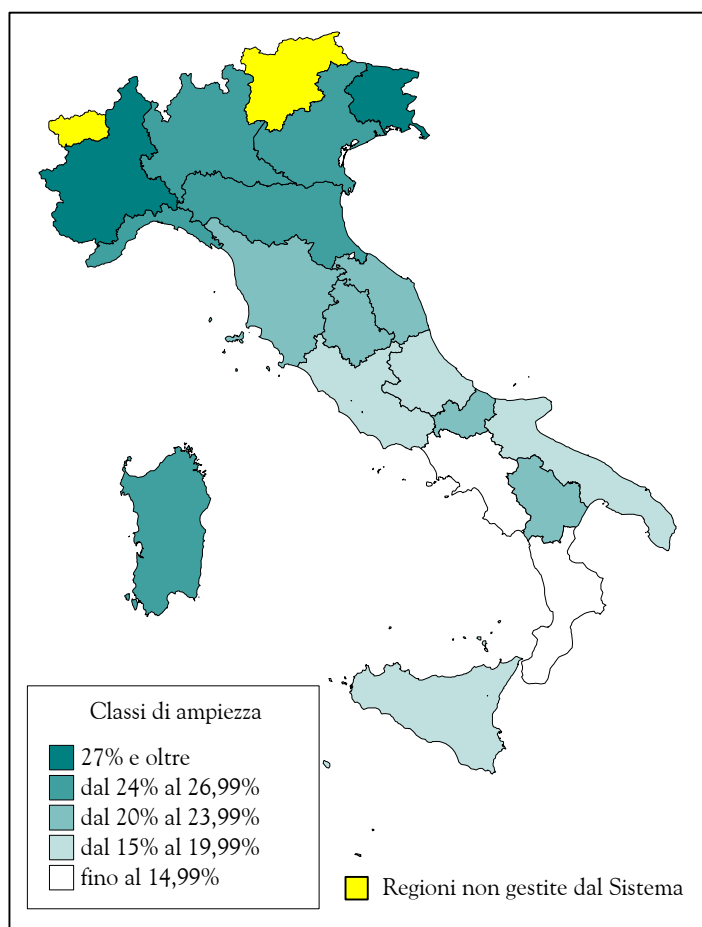 Classi di ampiezza
27% e oltre
dal 24% al 26,99%
dal 20% al 23,99%
dal 15% al 19,99%
fino al 14,99%
Regioni non gestite dal Sistema